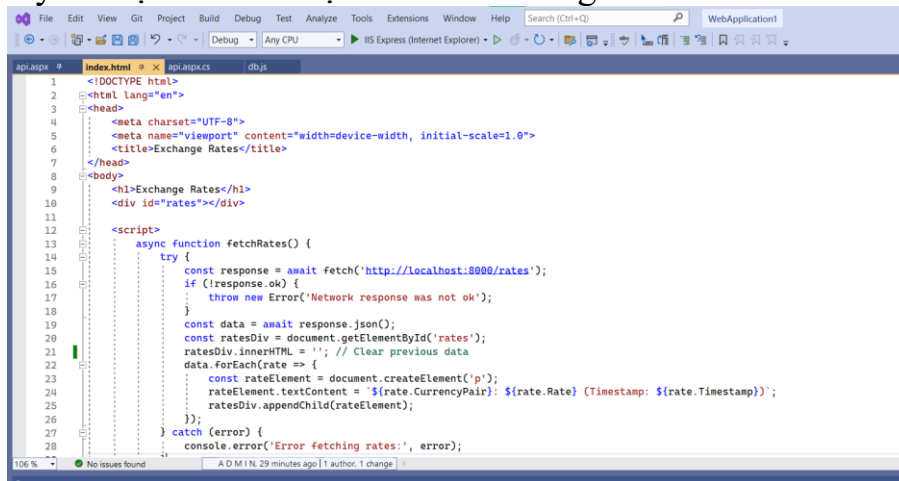 File Edit View Git Project Build Debug Test Analyze Tools Extensions Window Help Search (Ctrl+Q) WebApplication1
Debug Any CPU IIS Express (Internet Explorer)
api.aspx index.html api.aspx.cs db.js
1 <!DOCTYPE html>
2 <html lang="en">
3 <head>
4 <meta charset="UTF-8">
5 <meta name="viewport" content="width=device-width, initial-scale=1.0">
6 <title>Exchange Rates</title>
7 </head>
8 <body>
9 <h1>Exchange Rates</h1>
10 <div id="rates"></div>
11
12 <script>
13 async function fetchRates() {
14 try {
15 const response = await fetch('http://localhost:8000/rates');
16 if (!response.ok) {
17 throw new Error('Network response was not ok');
18 }
19 const data = await response.json();
20 const ratesDiv = document.getElementById('rates');
21 ratesDiv.innerHTML = ''; // Clear previous data
22 data.forEach(rate => {
23 const rateElement = document.createElement('p');
24 rateElement.textContent = `${rate.CurrencyPair}: ${rate.Rate} (Timestamp: ${rate.Timestamp})`;
25 ratesDiv.appendChild(rateElement);
26 });
27 } catch (error) {
28 console.error('Error fetching rates:', error);
106 % No issues found A D M I N, 29 minutes ago | 1 author, 1 change